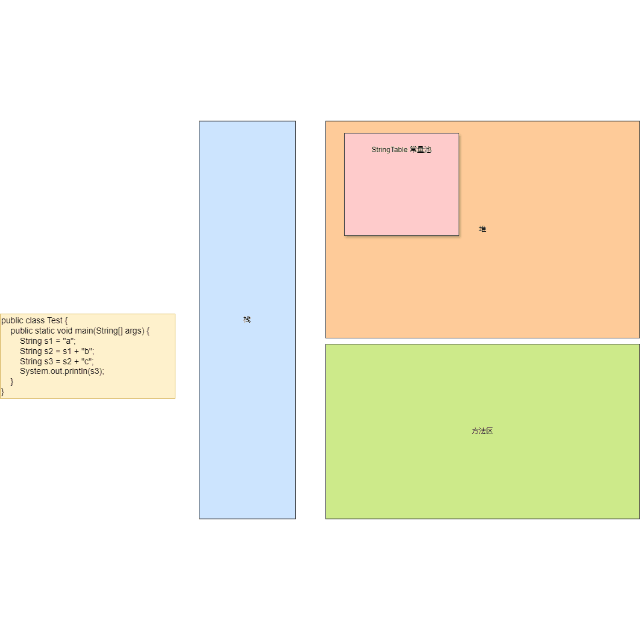 public class Test {
public static void main(String[] args) {
String s1 = "a";
String s2 = s1 + "b";
String s3 = s2 + "c";
System.out.println(s3);
}
}
栈
StringTable 常量池
堆
方法区